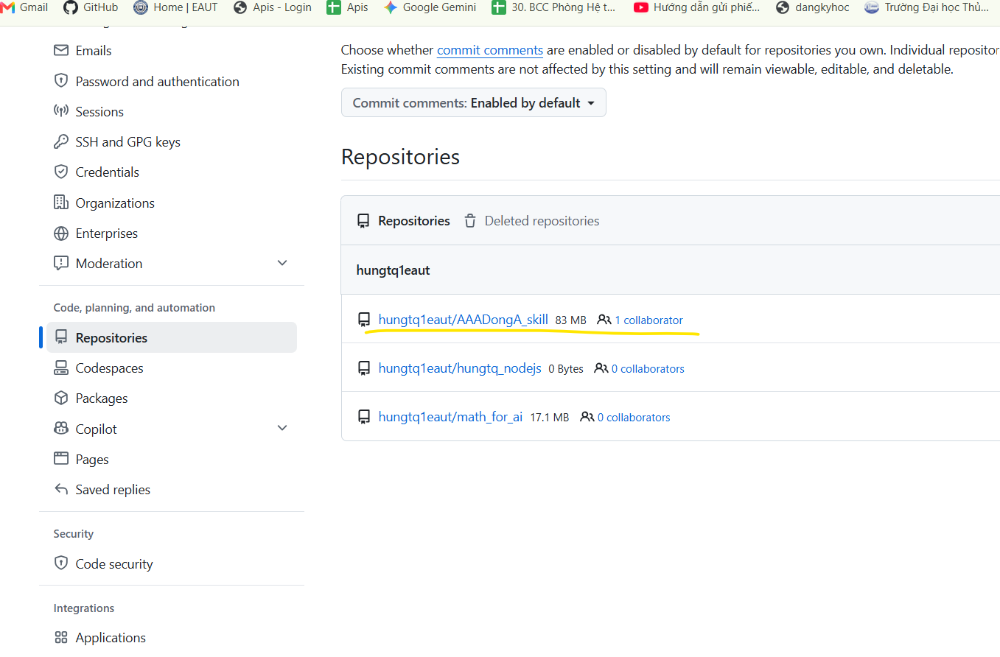 Gmail GitHub Home | EAUT Apis - Login Apis Google Gemini 30. BCC Phòng Hệ t... Hướng dẫn gửi phiế... dangkyhoc Trường Đại học Thủ...
Emails
Password and authentication
Sessions
SSH and GPG keys
Credentials
Organizations
Enterprises
Moderation
Code, planning, and automation
Repositories
Codespaces
Packages
Copilot
Pages
Saved replies
Security
Code security
Integrations
Applications
Choose whether commit comments are enabled or disabled by default for repositories you own. Individual repositor
Existing commit comments are not affected by this setting and will remain viewable, editable, and deletable.
Commit comments: Enabled by default
Repositories
Repositories Deleted repositories
hungtq1eaut
hungtq1eaut/AAADongA_skill 83 MB 1 collaborator
hungtq1eaut/hungtq_nodejs 0 Bytes 0 collaborators
hungtq1eaut/math_for_ai 17.1 MB 0 collaborators